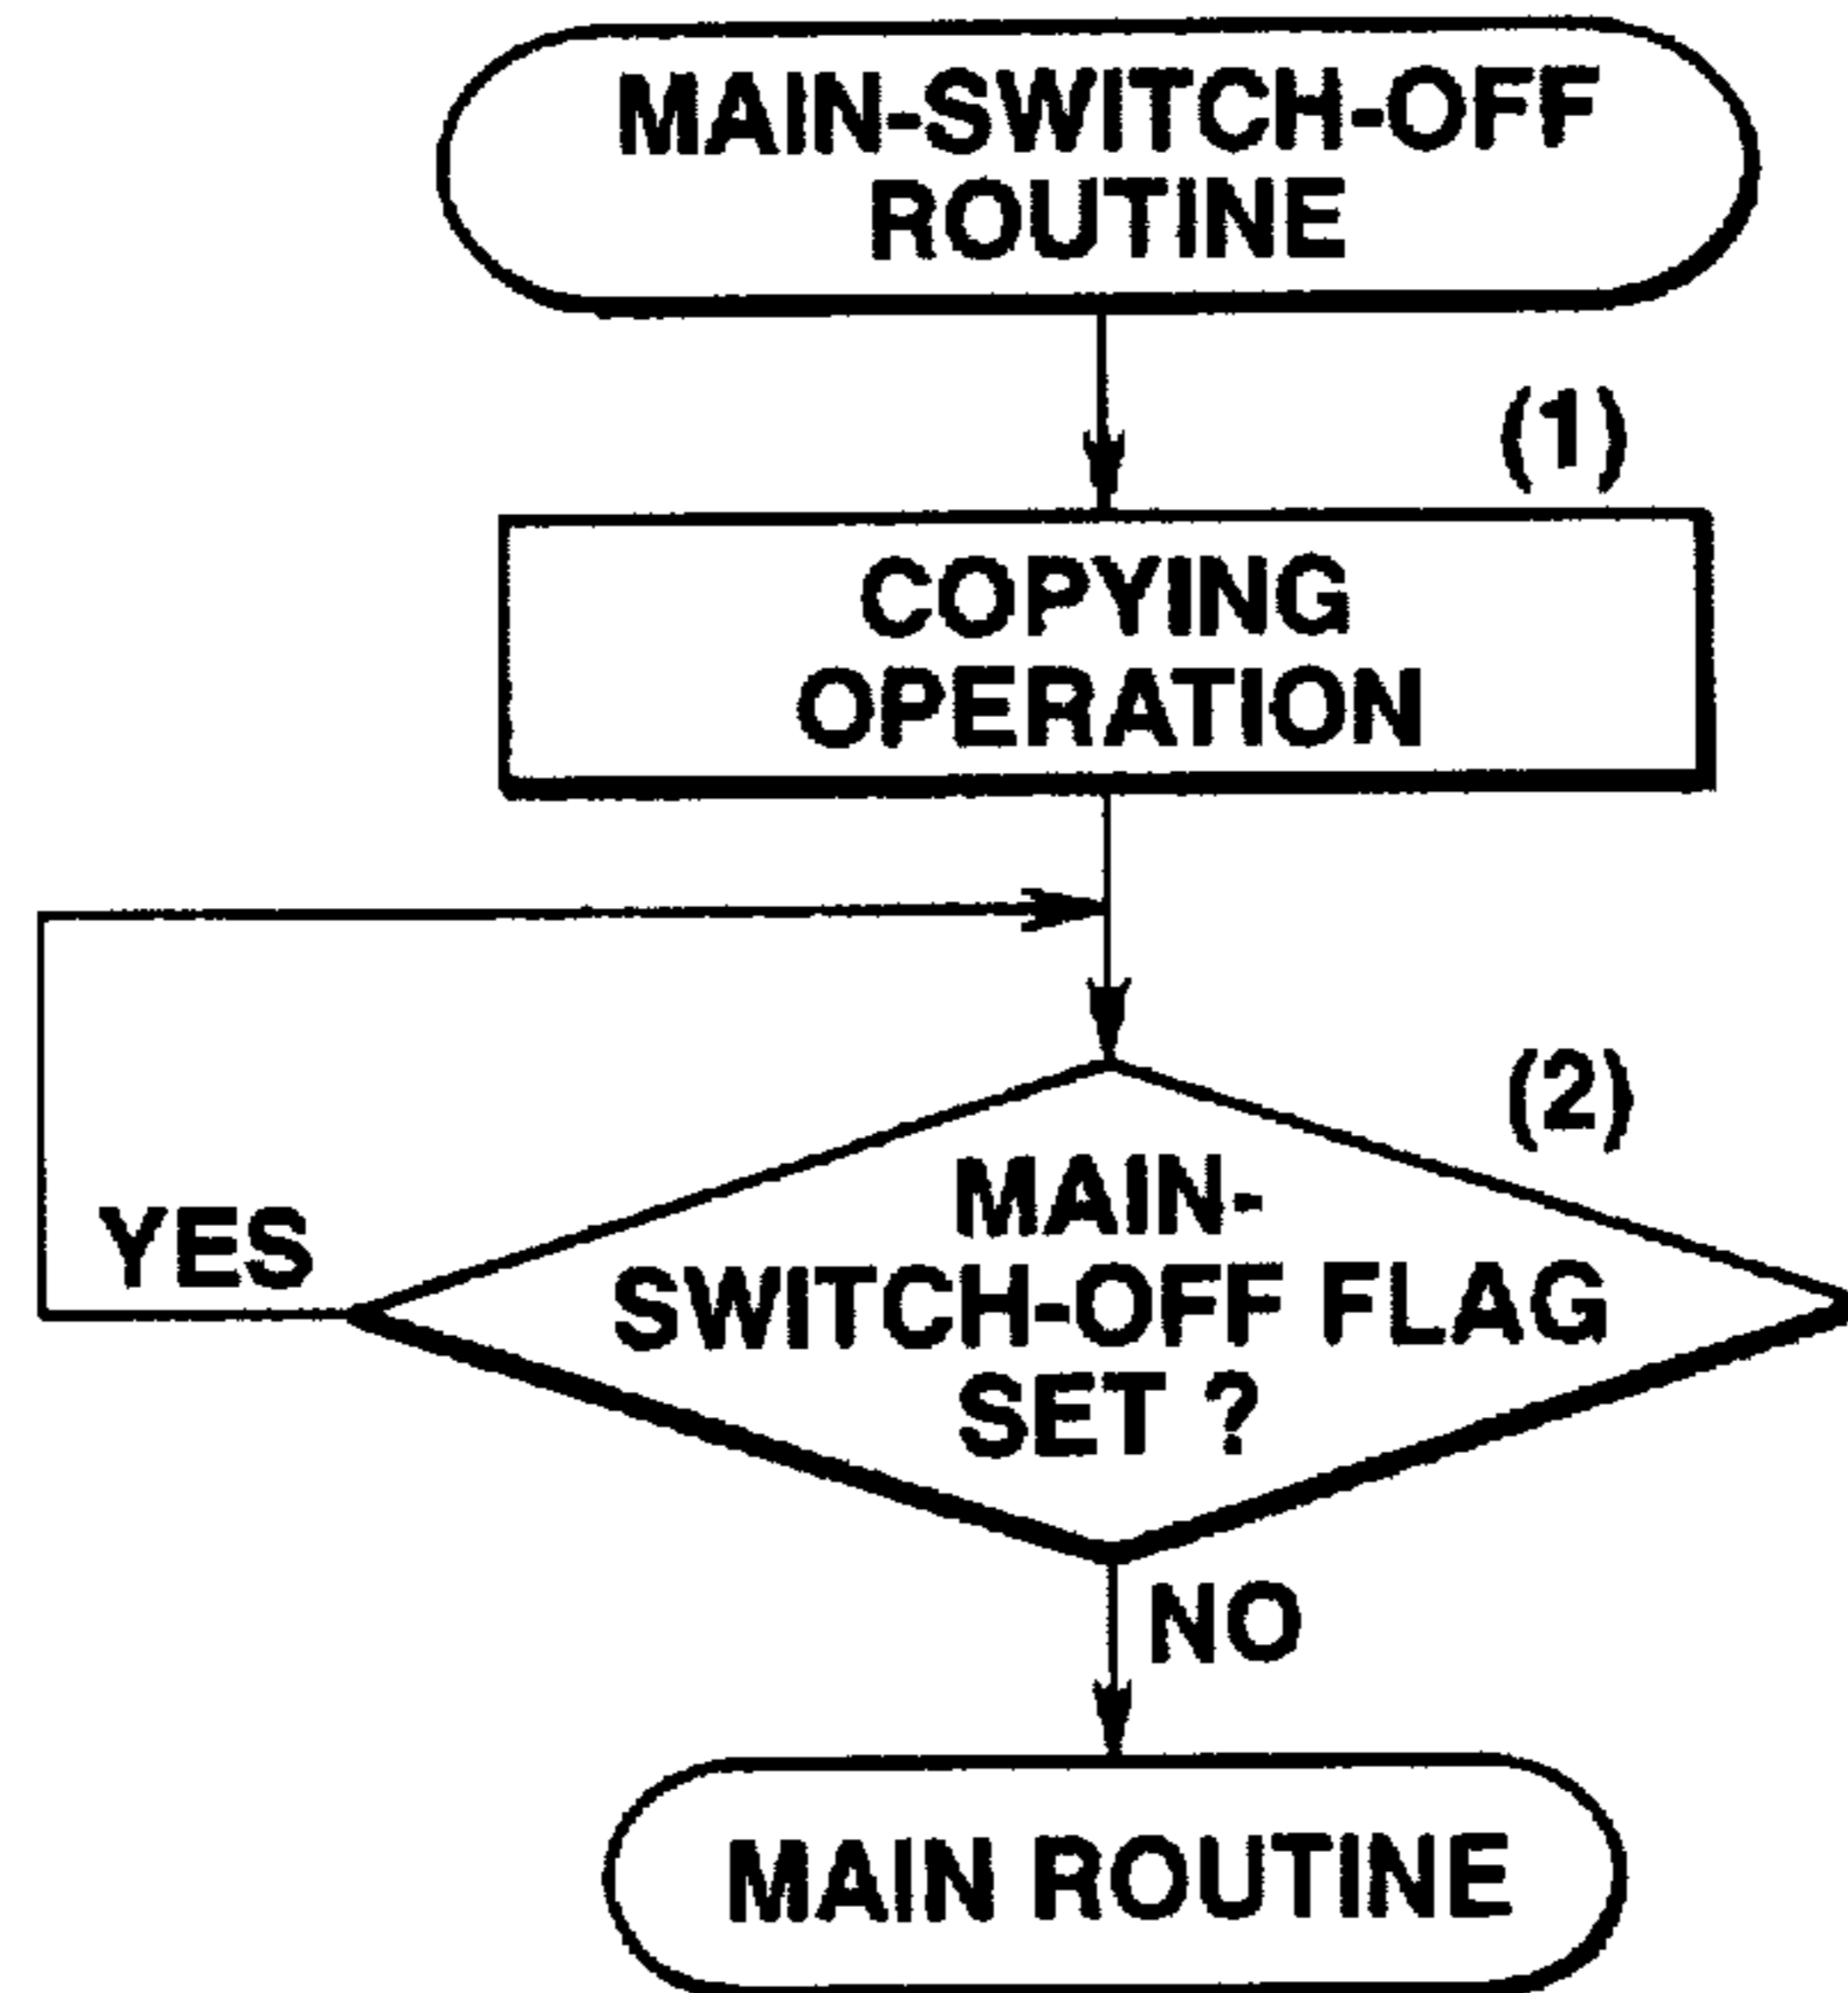 MAIN-SWITCH-OFF
ROUTINE
(1)
COPYING
OPERATION
(2)
MAIN-
SWITCH-OFF FLAG
SET ?
YES
NO
MAIN ROUTINE